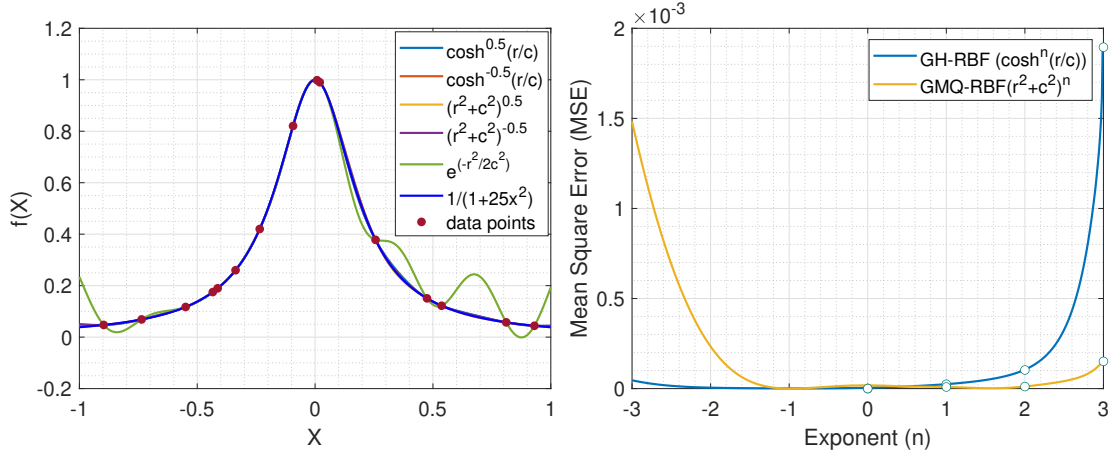 1.2
1
0.8
0.6
0.4
0.2
0
-0.2
f(X)
-1
-0.5
0
0.5
1
X
cosh^0.5(r/c)
cosh^-0.5(r/c)
(r^2+c^2)^0.5
(r^2+c^2)^-0.5
e^(-r^2/2c^2)
1/(1+25x^2)
data points
×10^-3
2
1.5
1
0.5
0
Mean Square Error (MSE)
-3
-2
-1
0
1
2
3
Exponent (n)
GH-RBF (cosh^n(r/c))
GMQ-RBF(r^2+c^2)^n